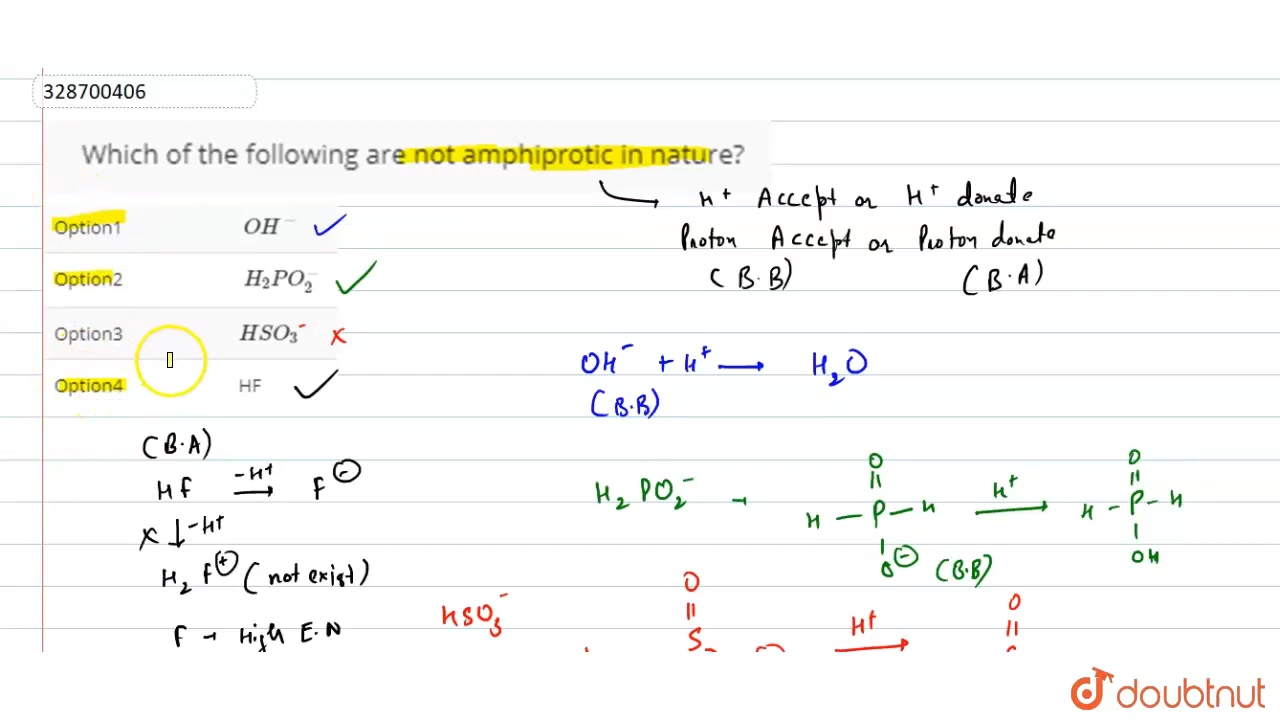 328700406
Which of the following are not amphiprotic in nature?
H⁺ Accept or H⁺ donate
Proton Accept or Proton donate
(B.B) (B.A)
Option1 OH⁻ ✓
Option2 H₂PO₂⁻ ✓
Option3 HSO₃⁻ x
Option4 HF ✓
OH⁻ + H⁺ → H₂O
(B.B)
(B.A)
Hf -H⁺→ f⊖
x ↓ -H⁺
H₂f⊕ (not exist)
f → High E.N
H₂PO₂⁻ →
O
H - P - H
O⊖ (B.B)
H⁺
O
H - P - H
OH
HSO₃⁻
O
S
H⁺
O
doubtnut